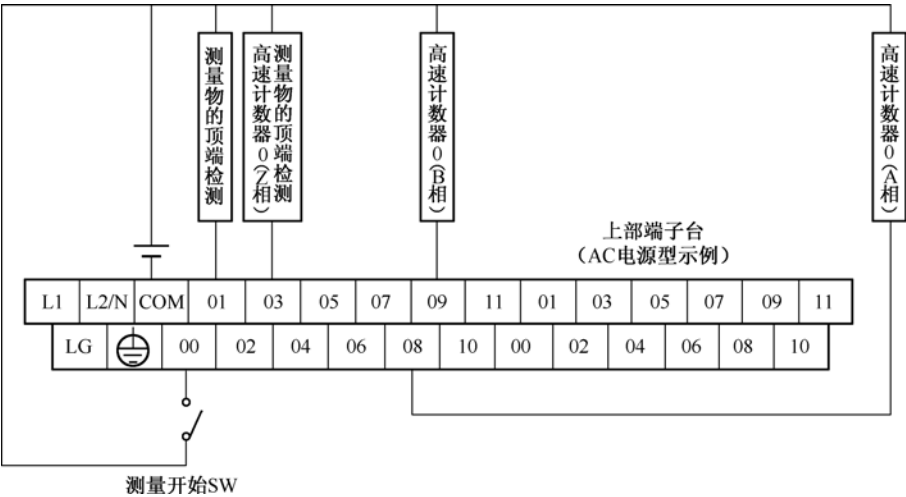 测量物的顶端检测
高速计数器0(Z相)
测量物的顶端检测
高速计数器0(B相)
高速计数器0(A相)
上部端子台
（AC电源型示例）
L1 L2/N COM 01 03 05 07 09 11 01 03 05 07 09 11
LG 00 02 04 06 08 10 00 02 04 06 08 10
测量开始SW